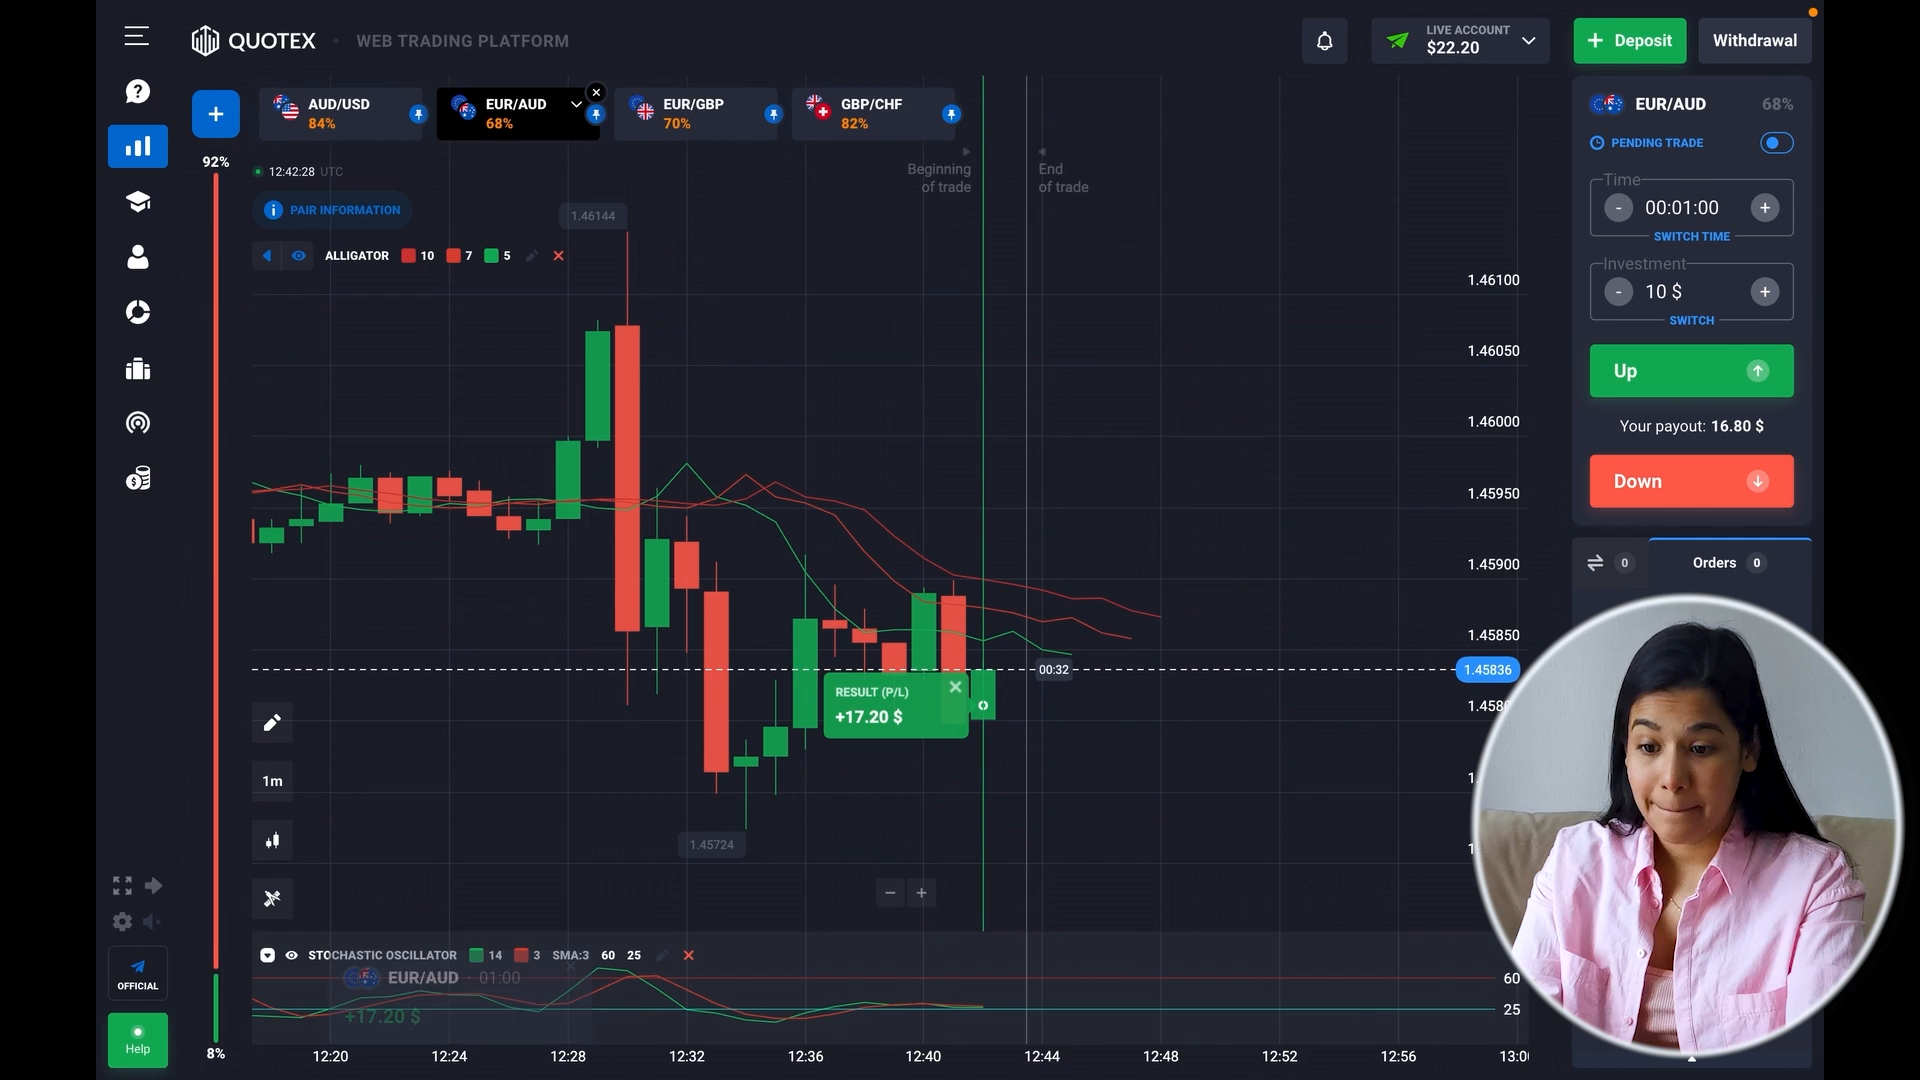 QUOTEX
WEB TRADING PLATFORM
LIVE ACCOUNT
$22.20
+ Deposit
Withdrawal
+
AUD/USD
84%
EUR/AUD
68%
EUR/GBP
70%
GBP/CHF
82%
92%
12:42:28 UTC
PAIR INFORMATION
ALLIGATOR 10 7 5
Beginning
of trade
End
of trade
1.46144
1.46100
1.46050
1.46000
1.45950
1.45900
1.45850
1.45836
00:32
RESULT (P/L)
+17.20 $
1m
1.45724
STOCHASTIC OSCILLATOR 14 3 SMA:3 60 25
EUR/AUD · 01:00
+17.20 $
60
25
12:20
12:24
12:28
12:32
12:36
12:40
12:44
12:48
12:52
12:56
8%
OFFICIAL
Help
EUR/AUD 68%
PENDING TRADE
Time
- 00:01:00 +
SWITCH TIME
Investment
- 10 $ +
SWITCH
Up
Your payout: 16.80 $
Down
0
Orders 0